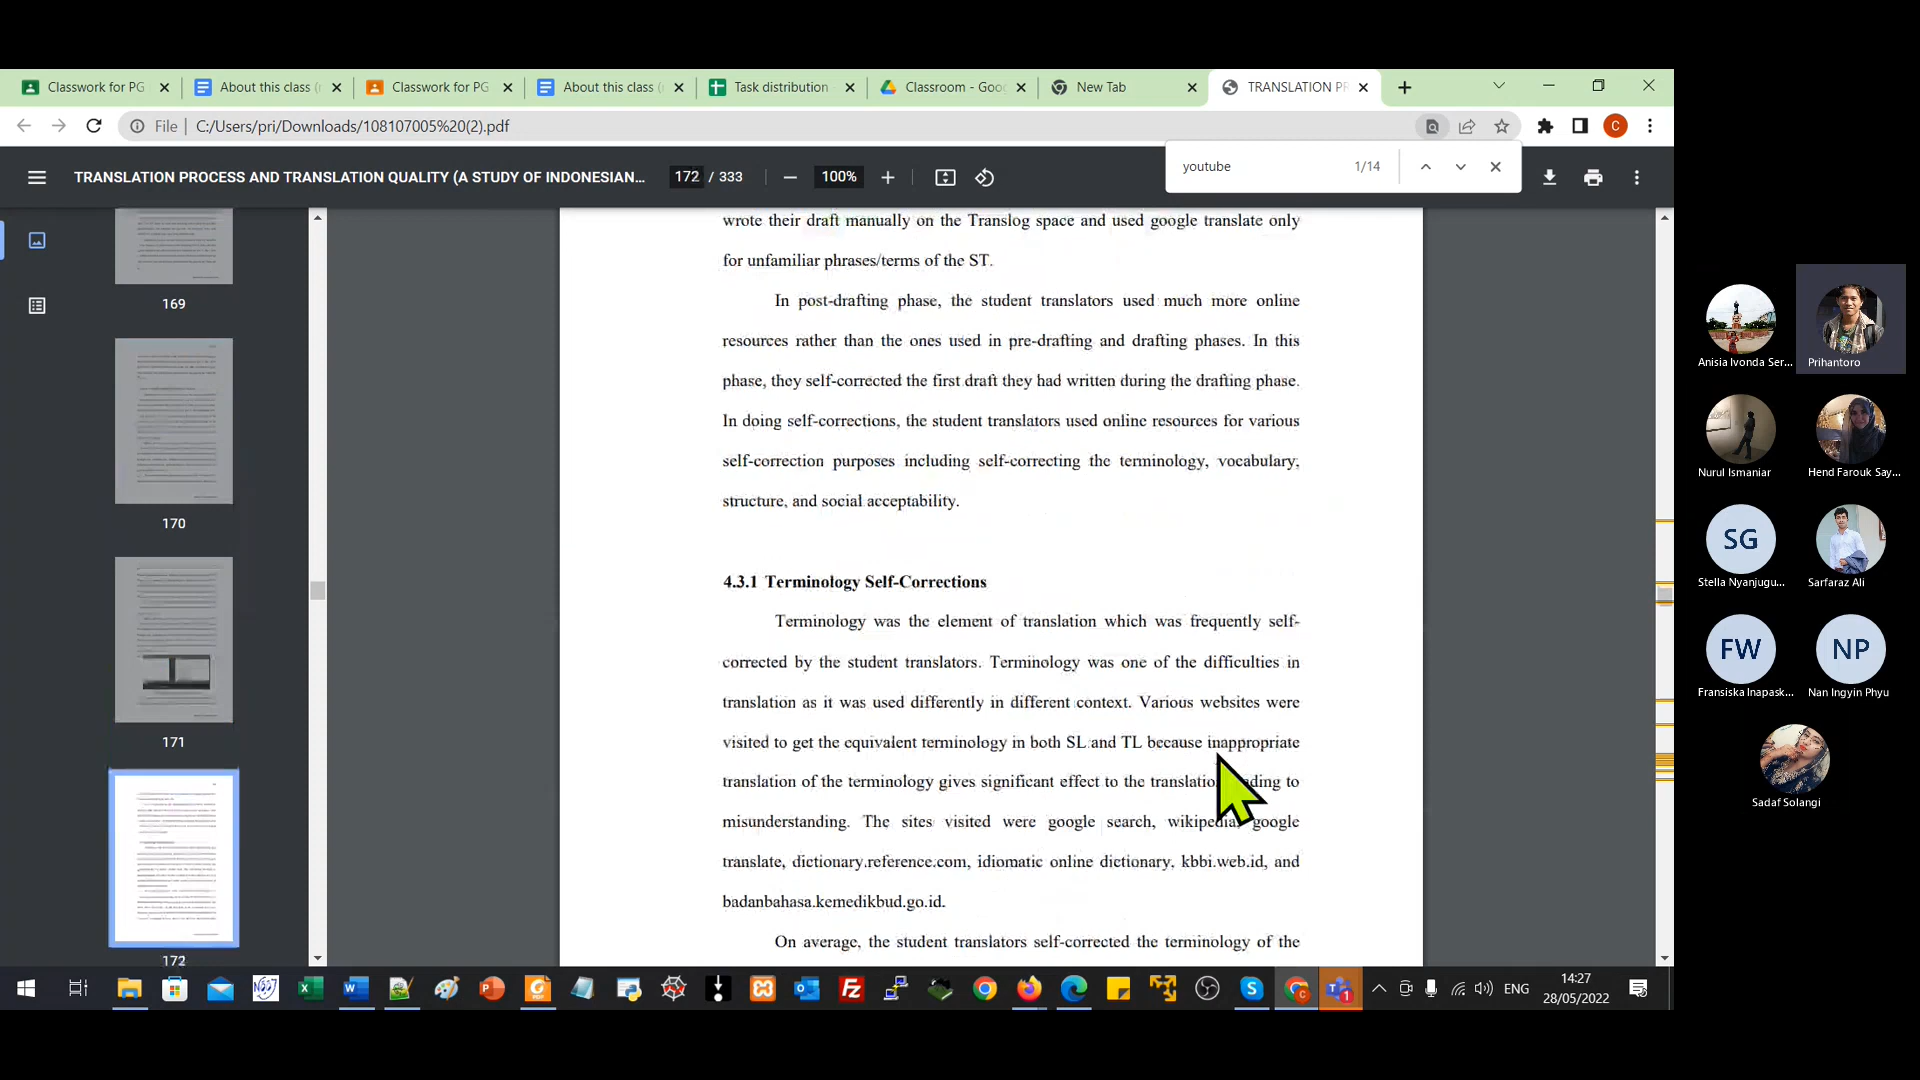 Classwork for PG
About this class (
Classwork for PG
About this class (
Task distribution
Classroom - Goo
New Tab
TRANSLATION PR
File
C:/Users/pri/Downloads/108107005%20(2).pdf
C
youtube
1/14
TRANSLATION PROCESS AND TRANSLATION QUALITY (A STUDY OF INDONESIAN...
172 / 333
100%
169
170
171
172
wrote their draft manually on the Translog space and used google translate only
for unfamiliar phrases/terms of the ST.
In post-drafting phase, the student translators used much more online
resources rather than the ones used in pre-drafting and drafting phases. In this
phase, they self-corrected the first draft they had written during the drafting phase.
In doing self-corrections, the student translators used online resources for various
self-correction purposes including self-correcting the terminology, vocabulary,
structure, and social acceptability.
4.3.1 Terminology Self-Corrections
Terminology was the element of translation which was frequently self-
corrected by the student translators. Terminology was one of the difficulties in
translation as it was used differently in different context. Various websites were
visited to get the equivalent terminology in both SL and TL because inappropriate
translation of the terminology gives significant effect to the translation to
misunderstanding. The sites visited were google search, wikipedia, google
translate, dictionary.reference.com, idiomatic online dictionary, kbbi.web.id, and
badanbahasa.kemedikbud.go.id.
On average, the student translators self-corrected the terminology of the
ENG
14:27
28/05/2022
Anisia Ivonda Ser...
Prihantoro
Nurul Ismaniar
Hend Farouk Say...
SG
Stella Nyanjugu...
Sarfaraz Ali
FW
Fransiska Inapask...
NP
Nan Ingyin Phyu
Sadaf Solangi